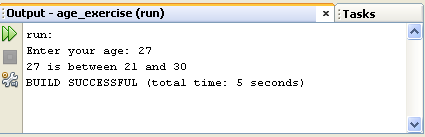 Output - age_exercise (run)
Tasks
run:
Enter your age: 27
27 is between 21 and 30
BUILD SUCCESSFUL (total time: 5 seconds)